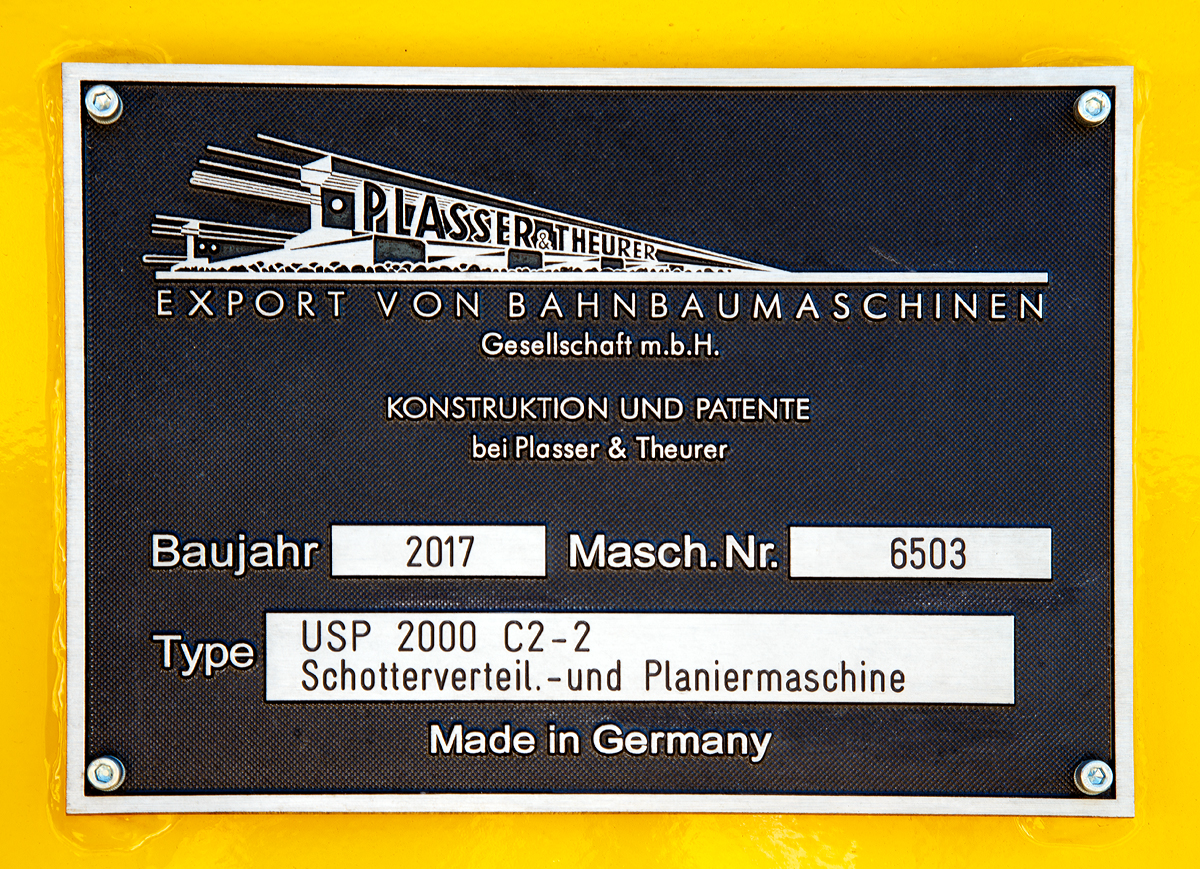 PLASSER & THEURER
EXPORT VON BAHNBAUMASCHINEN
Gesellschaft m.b.H.
KONSTRUKTION UND PATENTE
bei Plasser & Theurer
Baujahr 2017 Masch. Nr. 6503
Type USP 2000 C2-2
Schotterverteil.-und Planiermaschine
Made in Germany